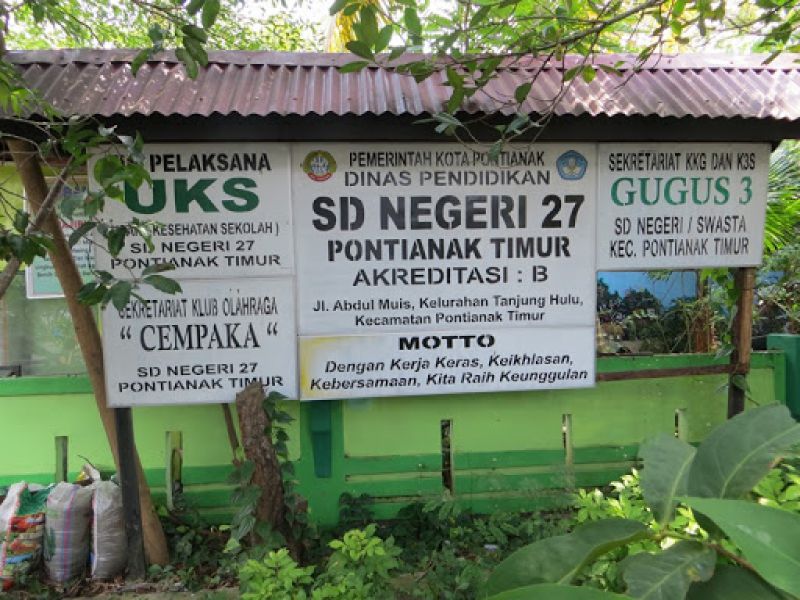 PELAKSANA
UKS
KESEHATAN SEKOLAH )
SD NEGERI 27
PONTIANAK TIMUR
SEKRETARIAT KLUB OLAHRAGA
“ CEMPAKA “
SD NEGERI 27
PONTIANAK TIMUR
PEMERINTAH KOTA PONTIANAK
DINAS PENDIDIKAN
SD NEGERI 27
PONTIANAK TIMUR
AKREDITASI : B
Jl. Abdul Muis, Kelurahan Tanjung Hulu,
Kecamatan Pontianak Timur
MOTTO
Dengan Kerja Keras, Keikhlasan,
Kebersamaan, Kita Raih Keunggulan
SEKRETARIAT KKG DAN K3S
GUGUS 3
SD NEGERI / SWASTA
KEC. PONTIANAK TIMUR